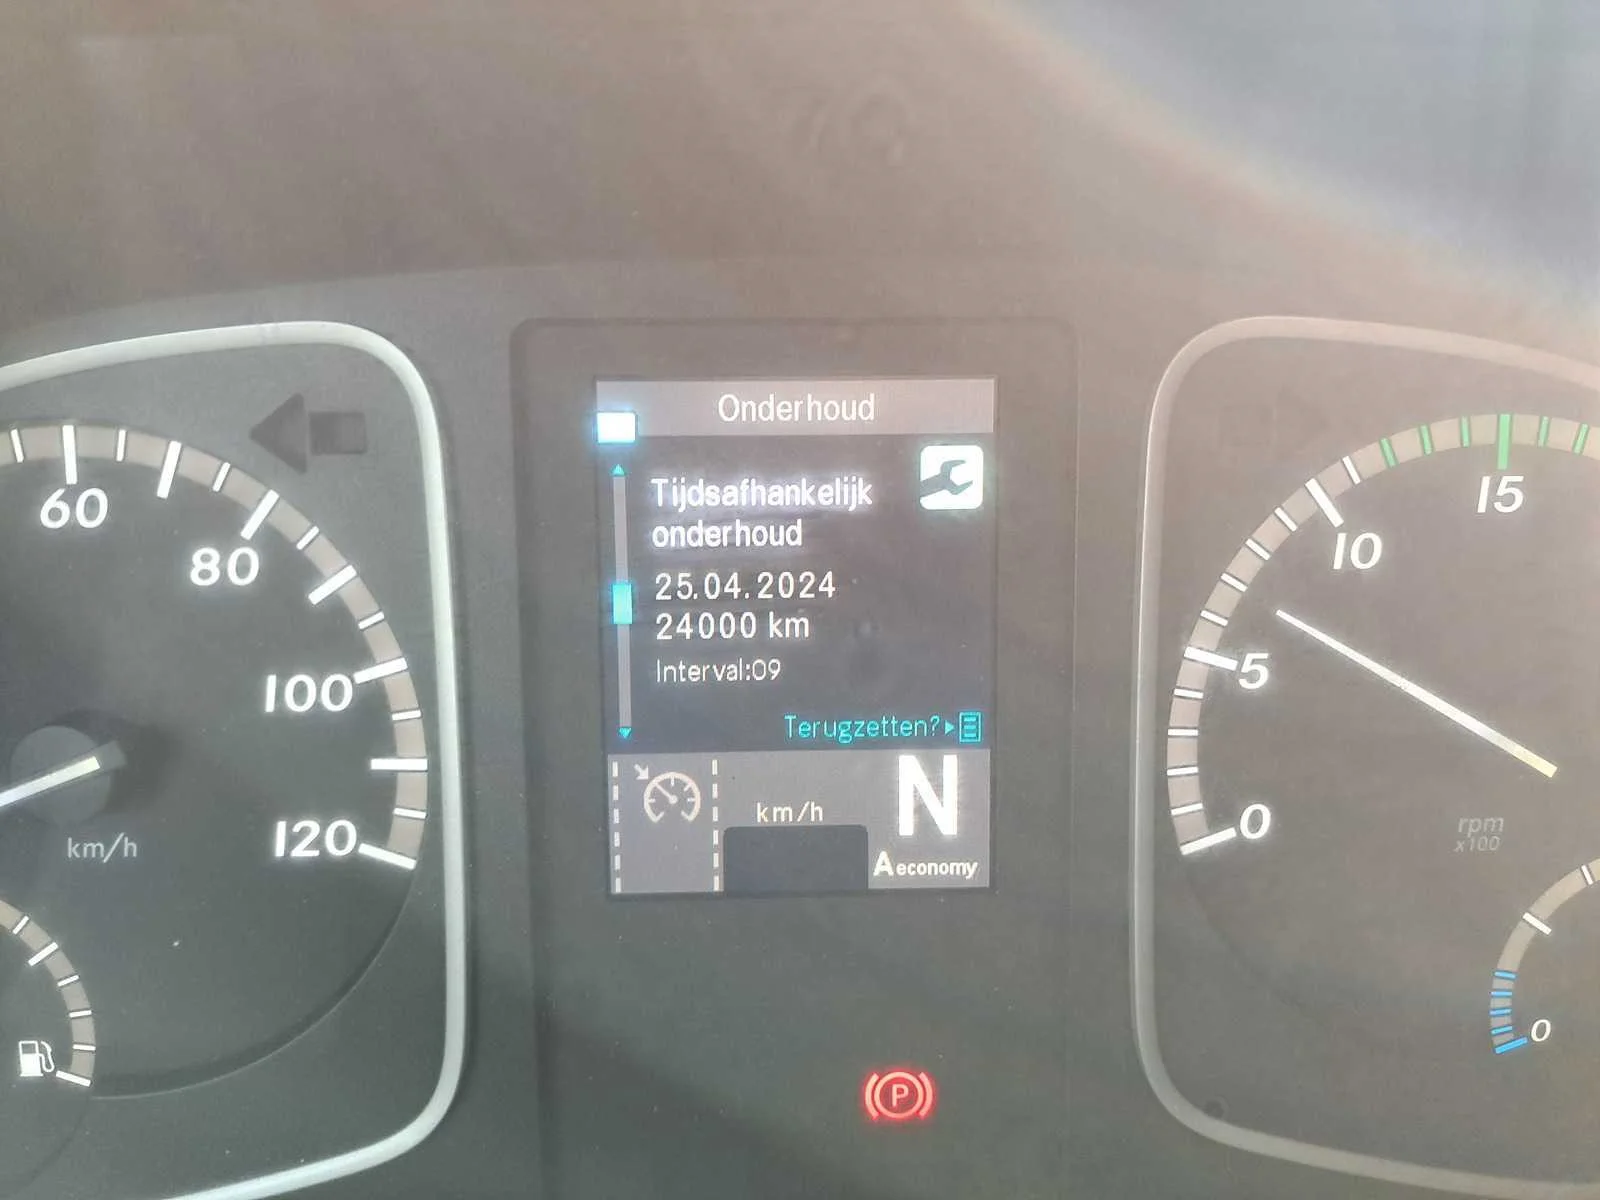 Onderhoud
Tijdsafhankelijk
onderhoud
25.04.2024
24000 km
Interval:09
Terugzetten?
km/h
N
A economy
60
80
100
120
km/h
15
10
5
0
rpm
x100
0
P